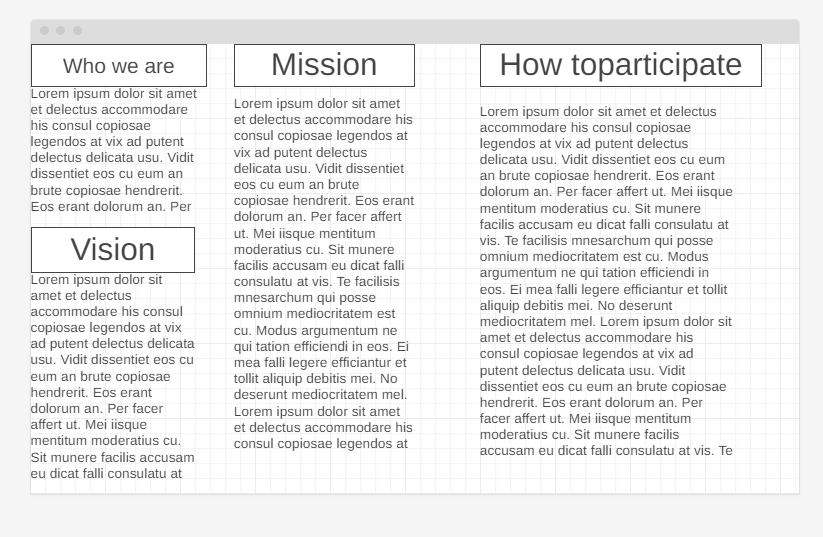 Who we are
Lorem ipsum dolor sit amet
et delectus accommodare
his consul copiosae
legendos at vix ad putent
delectus delicata usu. Vidit
dissentiet eos cu eum an
brute copiosae hendrerit.
Eos erant dolorum an. Per
Vision
Lorem ipsum dolor sit
amet et delectus
accommodare his consul
copiosae legendos at vix
ad putent delectus delicata
usu. Vidit dissentiet eos cu
eum an brute copiosae
hendrerit. Eos erant
dolorum an. Per facer
affert ut. Mei iisque
mentitum moderatius cu.
Sit munere facilis accusam
eu dicat falli consulatu at
Mission
Lorem ipsum dolor sit amet
et delectus accommodare his
consul copiosae legendos at
vix ad putent delectus
delicata usu. Vidit dissentiet
eos cu eum an brute
copiosae hendrerit. Eos erant
dolorum an. Per facer affert
ut. Mei iisque mentitum
moderatius cu. Sit munere
facilis accusam eu dicat falli
consulatu at vis. Te facilisis
mnesarchum qui posse
omnium mediocritatem est
cu. Modus argumentum ne
qui tation efficiendi in eos. Ei
mea falli legere efficiantur et
tollit aliquip debitis mei. No
deserunt mediocritatem mel.
Lorem ipsum dolor sit amet
et delectus accommodare his
consul copiosae legendos at
How toparticipate
Lorem ipsum dolor sit amet et delectus
accommodare his consul copiosae
legendos at vix ad putent delectus
delicata usu. Vidit dissentiet eos cu eum
an brute copiosae hendrerit. Eos erant
dolorum an. Per facer affert ut. Mei iisque
mentitum moderatius cu. Sit munere
facilis accusam eu dicat falli consulatu at
vis. Te facilisis mnesarchum qui posse
omnium mediocritatem est cu. Modus
argumentum ne qui tation efficiendi in
eos. Ei mea falli legere efficiantur et tollit
aliquip debitis mei. No deserunt
mediocritatem mel. Lorem ipsum dolor sit
amet et delectus accommodare his
consul copiosae legendos at vix ad
putent delectus delicata usu. Vidit
dissentiet eos cu eum an brute copiosae
hendrerit. Eos erant dolorum an. Per
facer affert ut. Mei iisque mentitum
moderatius cu. Sit munere facilis
accusam eu dicat falli consulatu at vis. Te